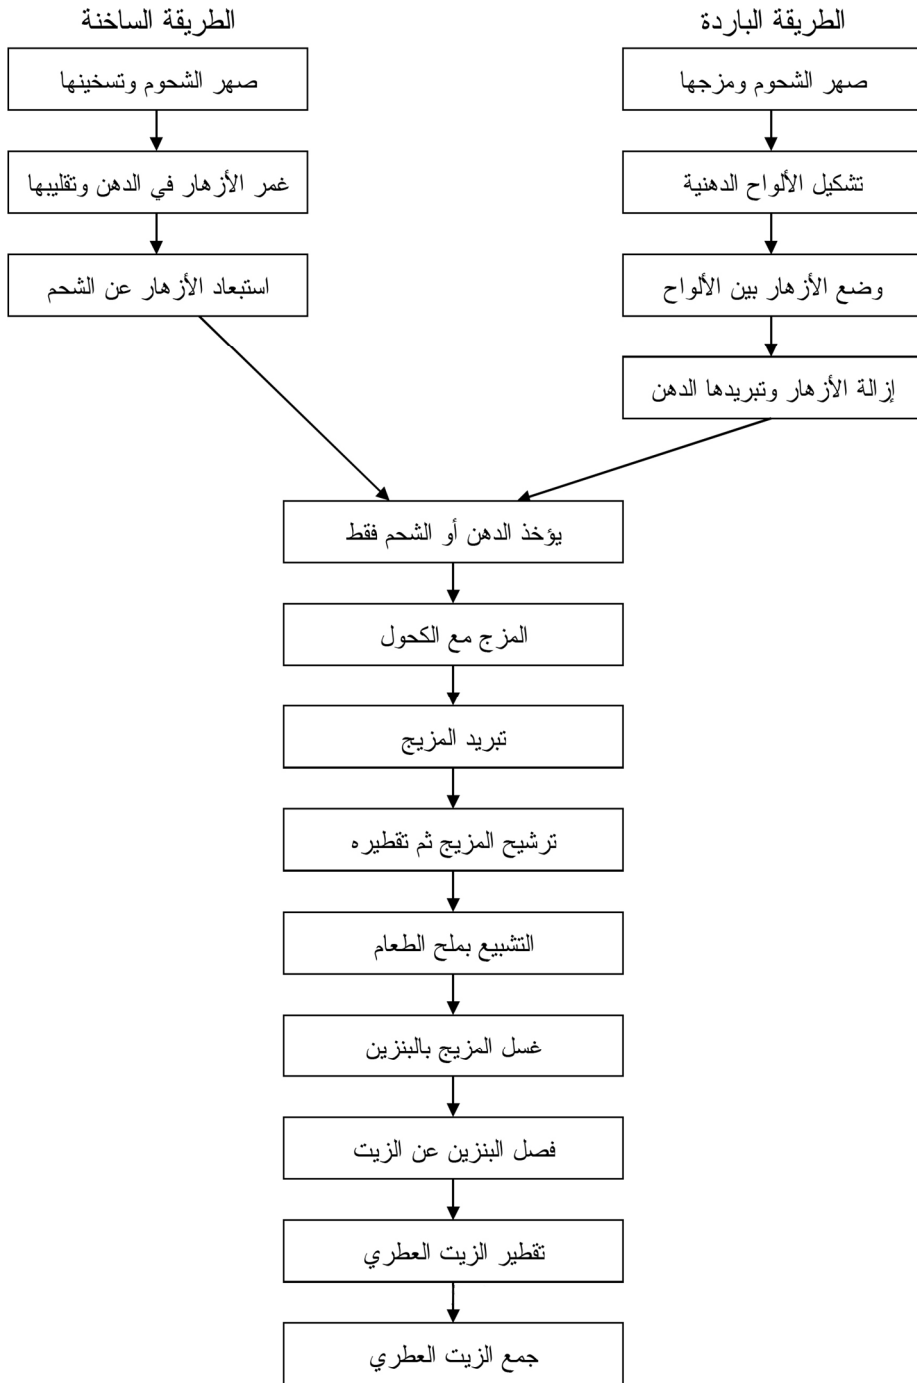 الطريقة الباردة
الطريقة الساخنة
صهر الشحوم ومزجها
صهر الشحوم وتسخينها
تشكيل الألواح الدهنية
غمر الأزهار في الدهن وتقليبها
وضع الأزهار بين الألواح
استبعاد الأزهار عن الشحم
إزالة الأزهار وتبريدها الدهن
يؤخذ الدهن أو الشحم فقط
المزج مع الكحول
تبريد المزيج
ترشيح المزيج ثم تقطيره
التشبيع بملح الطعام
غسل المزيج بالبنزين
فصل البنزين عن الزيت
تقطير الزيت العطري
جمع الزيت العطري